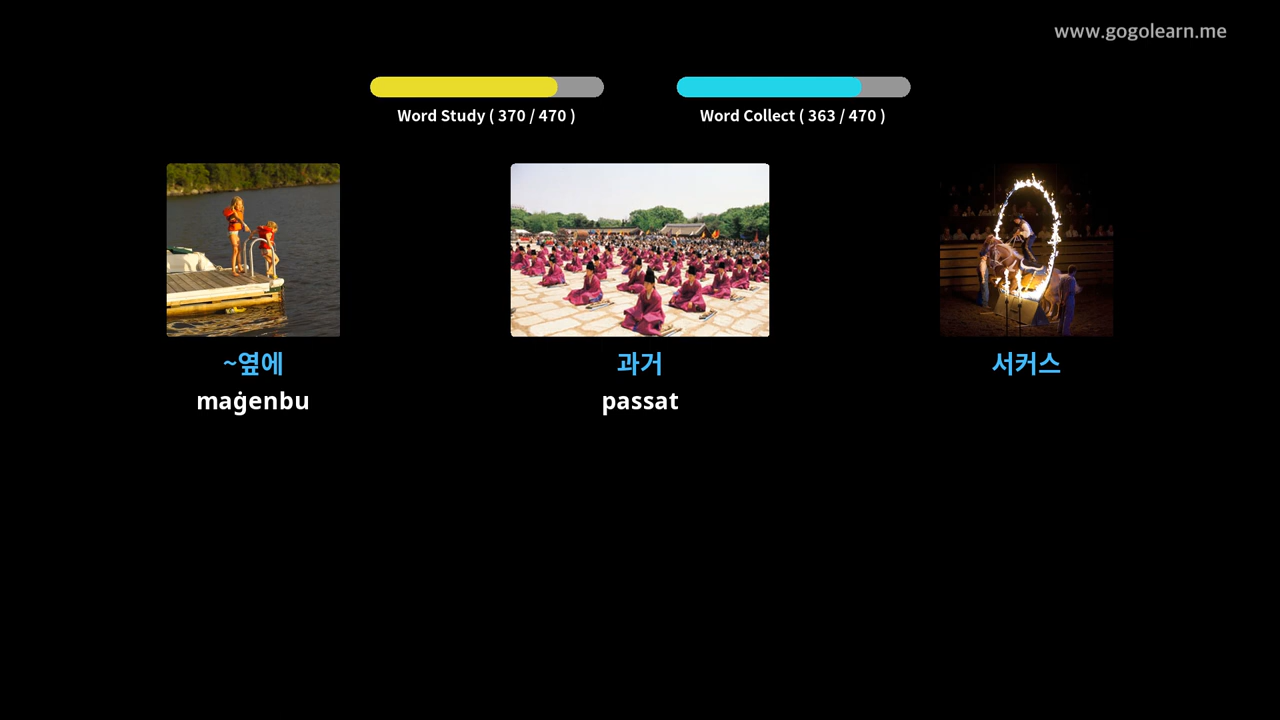 www.gogolearn.me
Word Study ( 370 / 470 )
Word Collect ( 363 / 470 )
~옆에
과거
서커스
maġenbu
passat